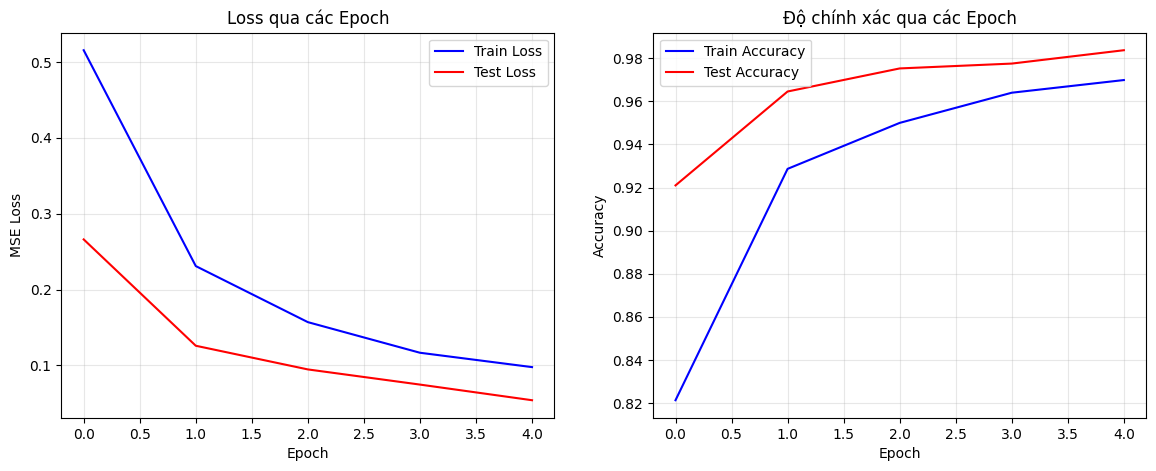 Loss qua các Epoch
Train Loss
Test Loss
0.5
0.4
0.3
0.2
0.1
MSE Loss
0.0 0.5 1.0 1.5 2.0 2.5 3.0 3.5 4.0
Epoch
Độ chính xác qua các Epoch
Train Accuracy
Test Accuracy
0.98
0.96
0.94
0.92
0.90
0.88
0.86
0.84
0.82
Accuracy
0.0 0.5 1.0 1.5 2.0 2.5 3.0 3.5 4.0
Epoch